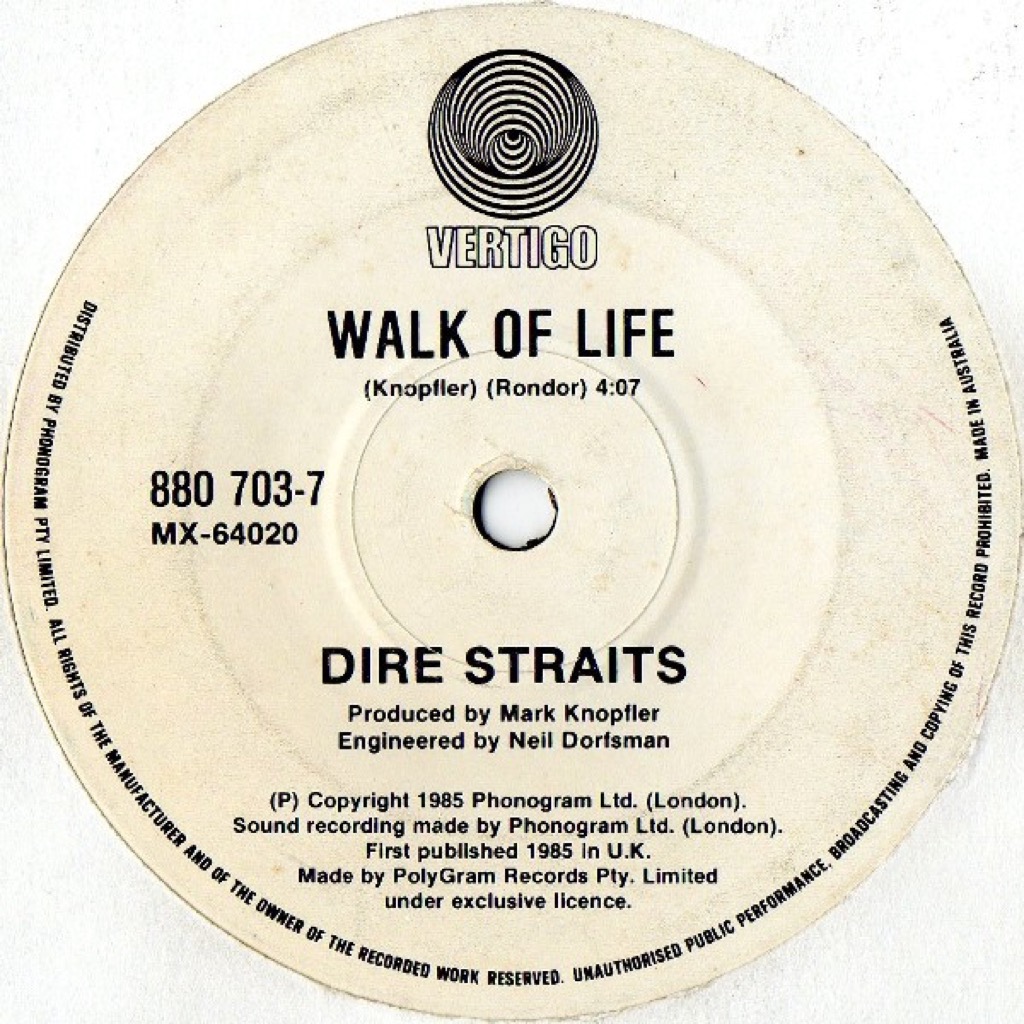 VERTIGO
WALK OF LIFE
(Knopfler) (Rondor) 4:07
880 703-7
MX-64020
DIRE STRAITS
Produced by Mark Knopfler
Engineered by Neil Dorfsman
(P) Copyright 1985 Phonogram Ltd. (London).
Sound recording made by Phonogram Ltd. (London).
First published 1985 in U.K.
Made by PolyGram Records Pty. Limited
under exclusive licence.
DISTRIBUTED BY PHONOGRAM PTY LIMITED. ALL RIGHTS OF THE MANUFACTURER AND OF THE OWNER OF THE RECORDED WORK RESERVED. UNAUTHORISED PUBLIC PERFORMANCE, BROADCASTING AND COPYING OF THIS RECORD PROHIBITED. MADE IN AUSTRALIA